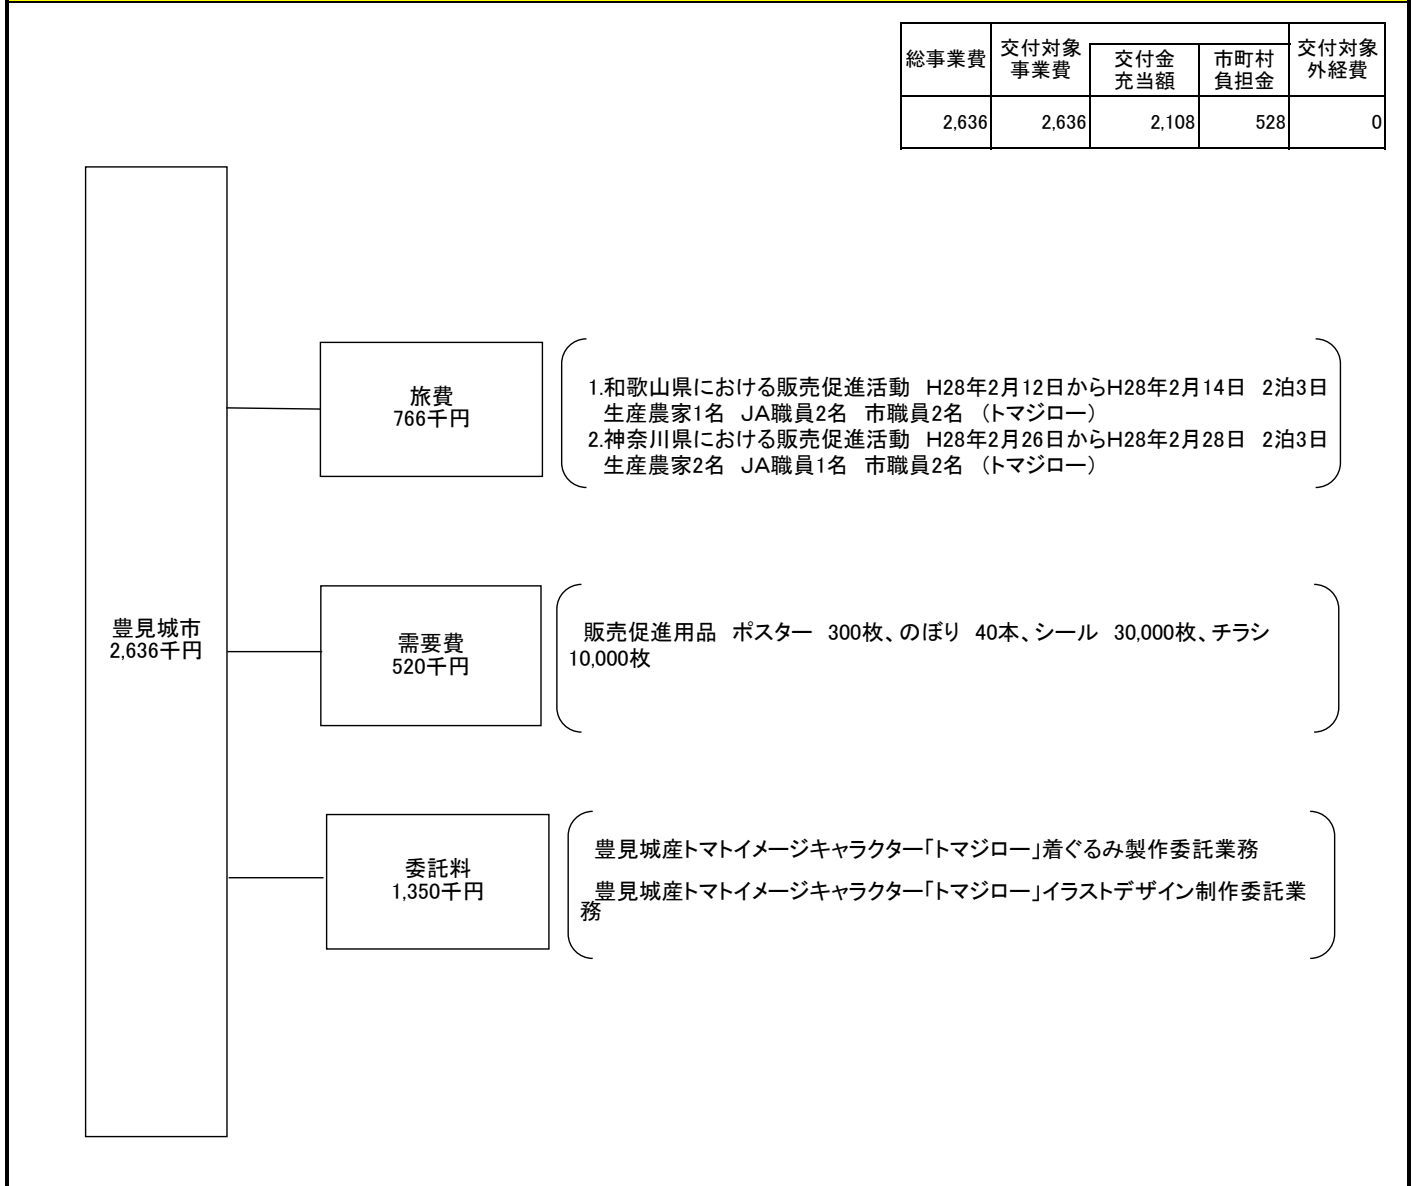 総事業費 交付対象事業費 交付金充当額 市町村負担金 交付対象外経費
2,636 2,636 2,108 528 0
豊見城市
2,636千円
旅費
766千円
1.和歌山県における販売促進活動　H28年2月12日からH28年2月14日　2泊3日
生産農家1名　JA職員2名　市職員2名　（トマジロー）
2.神奈川県における販売促進活動　H28年2月26日からH28年2月28日　2泊3日
生産農家2名　JA職員1名　市職員2名　（トマジロー）
需要費
520千円
販売促進用品　ポスター　300枚、のぼり　40本、シール　30,000枚、チラシ
10,000枚
委託料
1,350千円
豊見城産トマトイメージキャラクター「トマジロー」着ぐるみ製作委託業務
豊見城産トマトイメージキャラクター「トマジロー」イラストデザイン制作委託業
務